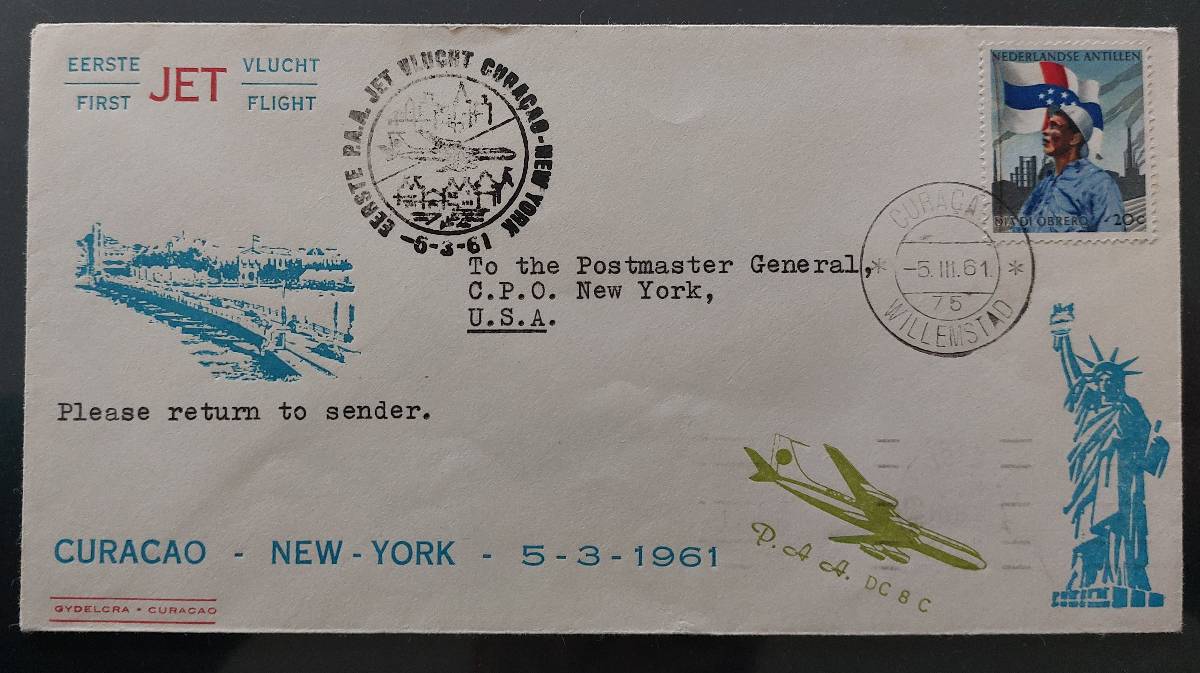 EERSTE JET VLUCHT
FIRST FLIGHT
EERSTE P.A.A. JET VLUCHT CURAÇAO-NEW YORK
-5-3-61
NEDERLANDSE ANTILLEN
DIA DI OBRERO 20c
CURAÇAO
* -5.III.61. *
75
WILLEMSTAD
To the Postmaster General,
C.P.O. New York,
U.S.A.
Please return to sender.
P.A.A. DC 8 C
CURACAO - NEW-YORK - 5-3-1961
GYDELCRA • CURACAO